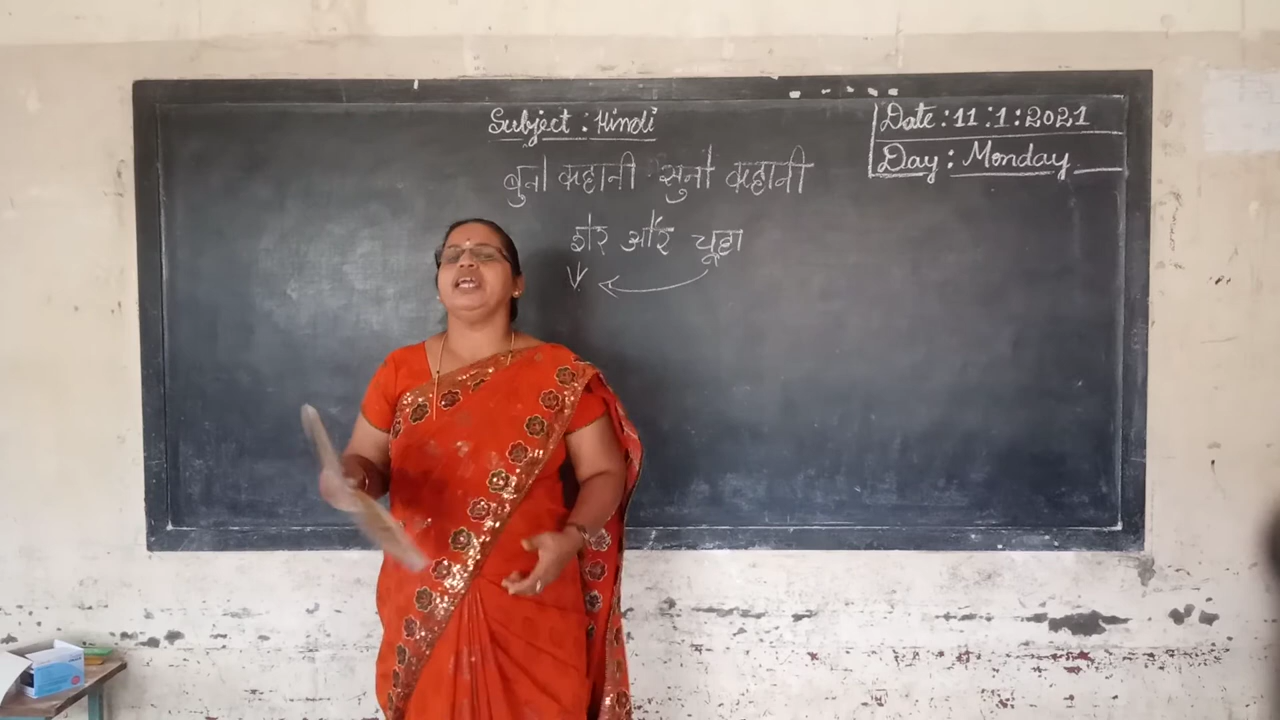 Subject : Hindi
Date : 11 : 1 : 2021
Day : Monday
बुनो कहानी सुनो कहानी
शेर और चूहा